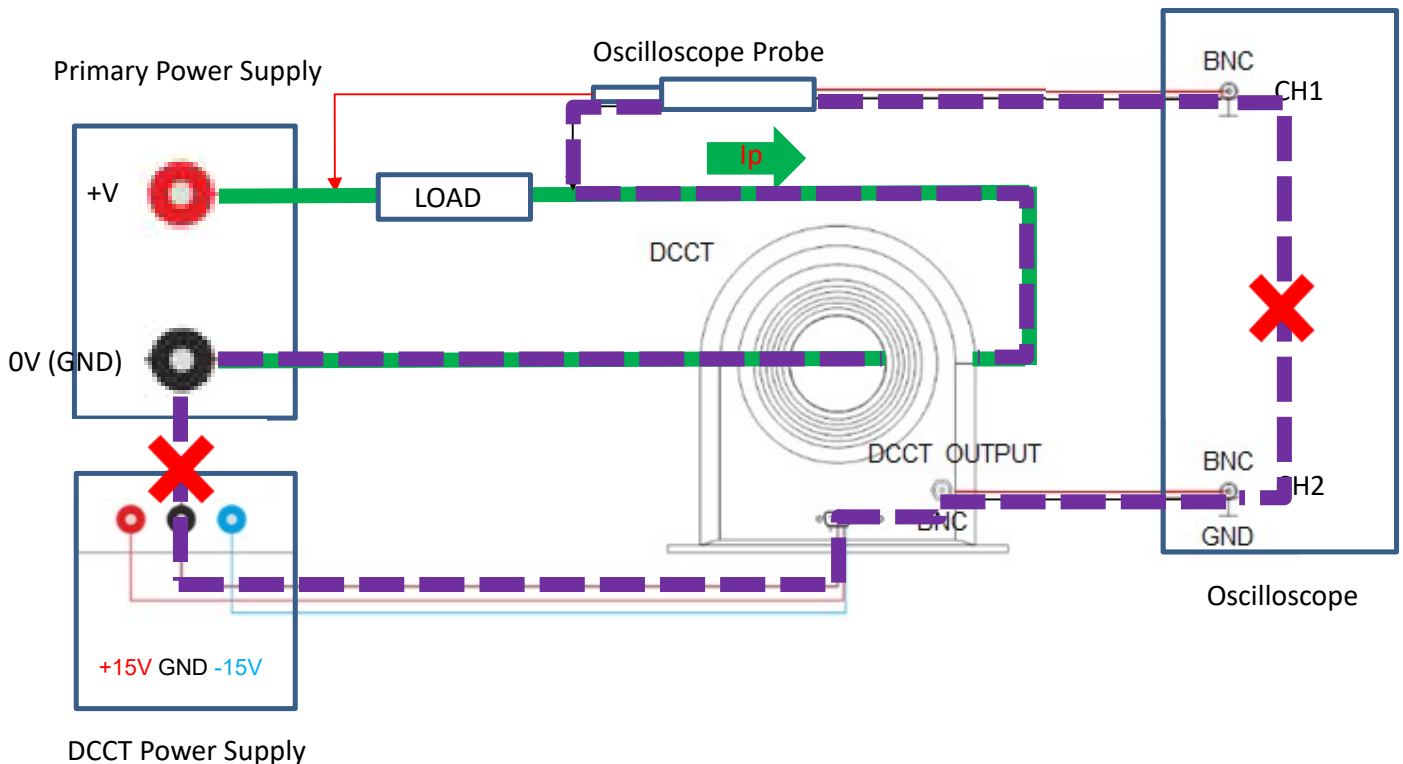 Oscilloscope Probe
Primary Power Supply
BNC
CH1
Ip
+V
LOAD
DCCT
0V (GND)
DCCT OUTPUT
BNC
BNC
CH2
GND
Oscilloscope
+15V GND -15V
DCCT Power Supply